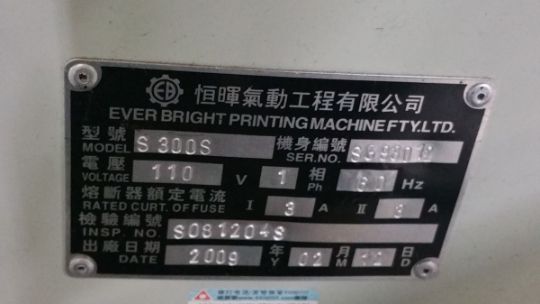 EB 恒暉氣動工程有限公司
EVER BRIGHT PRINTING MACHINE FTY.LTD.
型號 MODEL S 300S 機身編號 SER.NO.
電壓 VOLTAGE 110 V 1 相 Ph 60 Hz
熔斷器額定電流
RATED CURT. OF FUSE I 3 A II 3 A
檢驗編號
INSP. NO S081204S
出廠日期 DATE 2009 年 Y 02 月 M 12 日 D